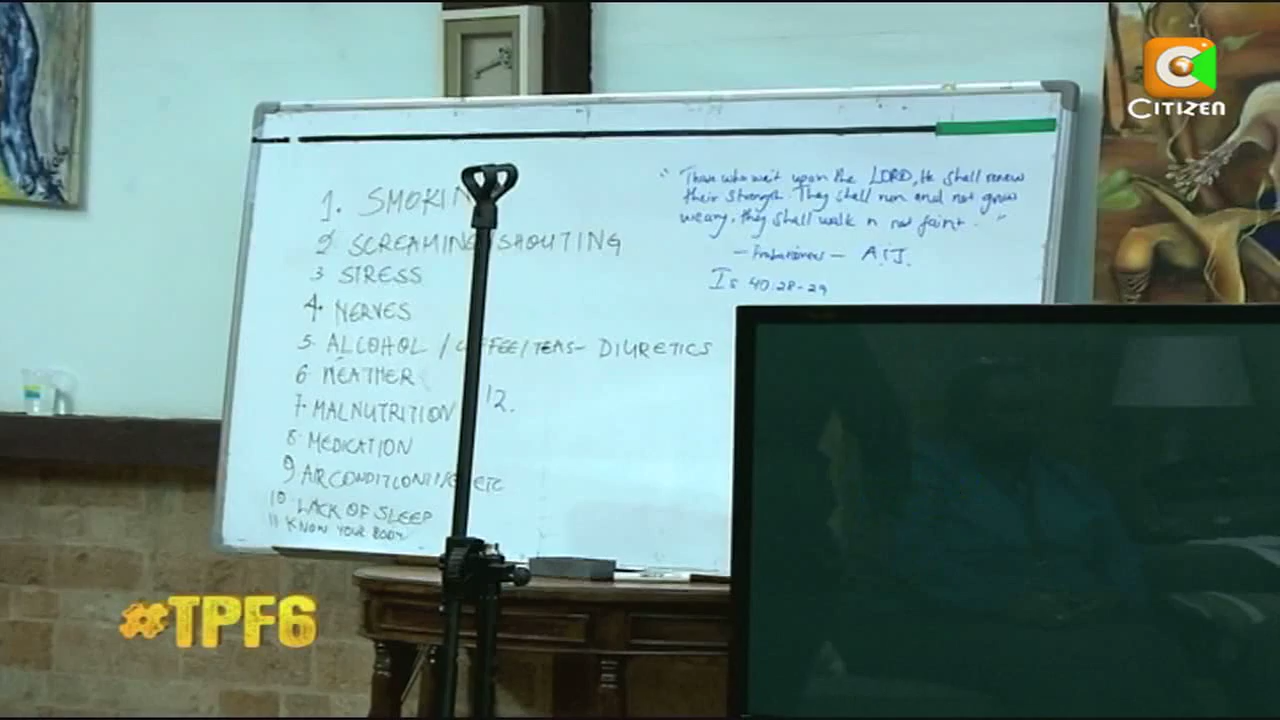 CITIZEN
1. SMOKIN
2 SCREAMING/SHOUTING
3 STRESS
4. NERVES
5. ALCOHOL / COFFEE/TEAS- DIURETICS
6 WEATHER
7. MALNUTRITION
12.
8. MEDICATION
9 AIRCONDITIONING ETC
10 LACK OF SLEEP
11 KNOW YOUR BODY
"Those who wait upon the LORD, He shall renew
their strength. They shall run and not grow
weary, they shall walk n not faint."
A.I.J.
Is 40:28-29
#TPF6